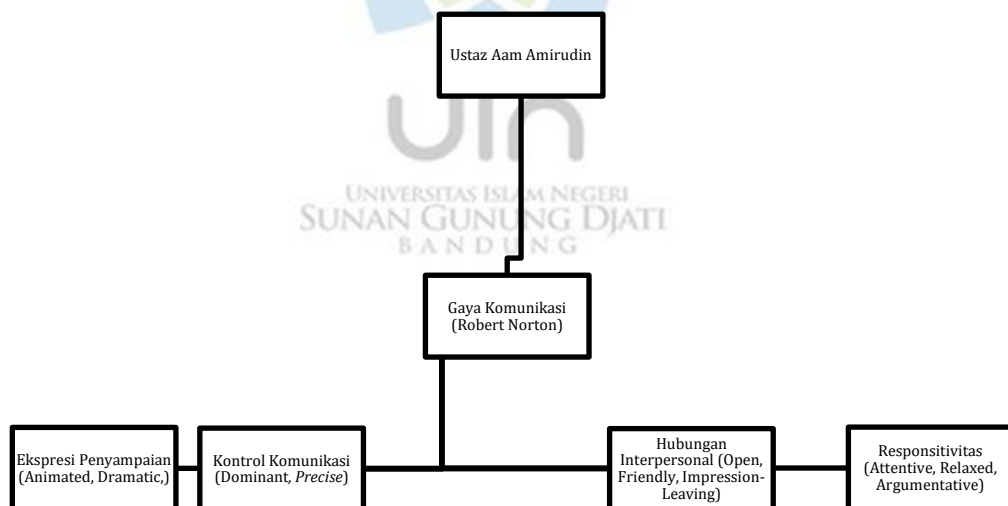 Ustaz Aam Amirudin
uin
UNIVERSITAS ISLAM NEGERI
SUNAN GUNUNG DJATI
BANDUNG
Gaya Komunikasi
(Robert Norton)
Ekspresi Penyampaian
(Animated, Dramatic,)
Kontrol Komunikasi
(Dominant, Precise)
Hubungan
Interpersonal (Open,
Friendly, Impression-
Leaving)
Responsitivitas
(Attentive, Relaxed,
Argumentative)